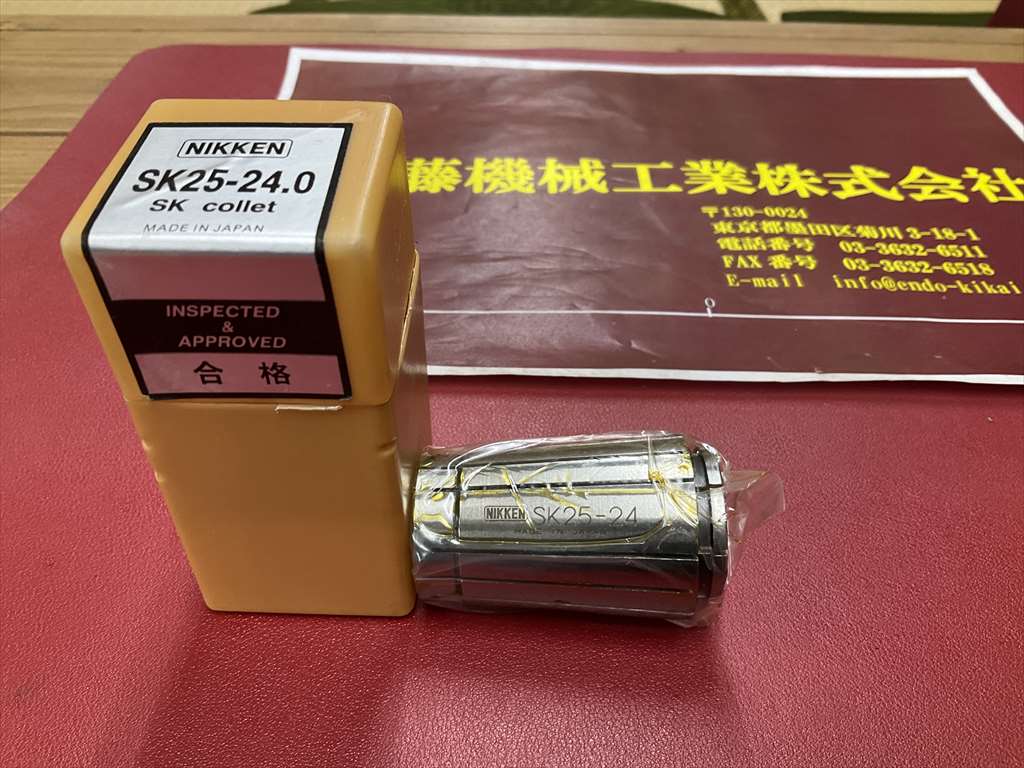 NIKKEN
SK25-24.0
SK collet
MADE IN JAPAN
INSPECTED
&
APPROVED
合格
藤機械工業株式会社
〒130-0024
東京都墨田区菊川3-18-1
電話番号 03-3632-6511
FAX番号 03-3632-6518
E-mail info@endo-kikai
NIKKEN SK25-24
MADE IN JAPAN